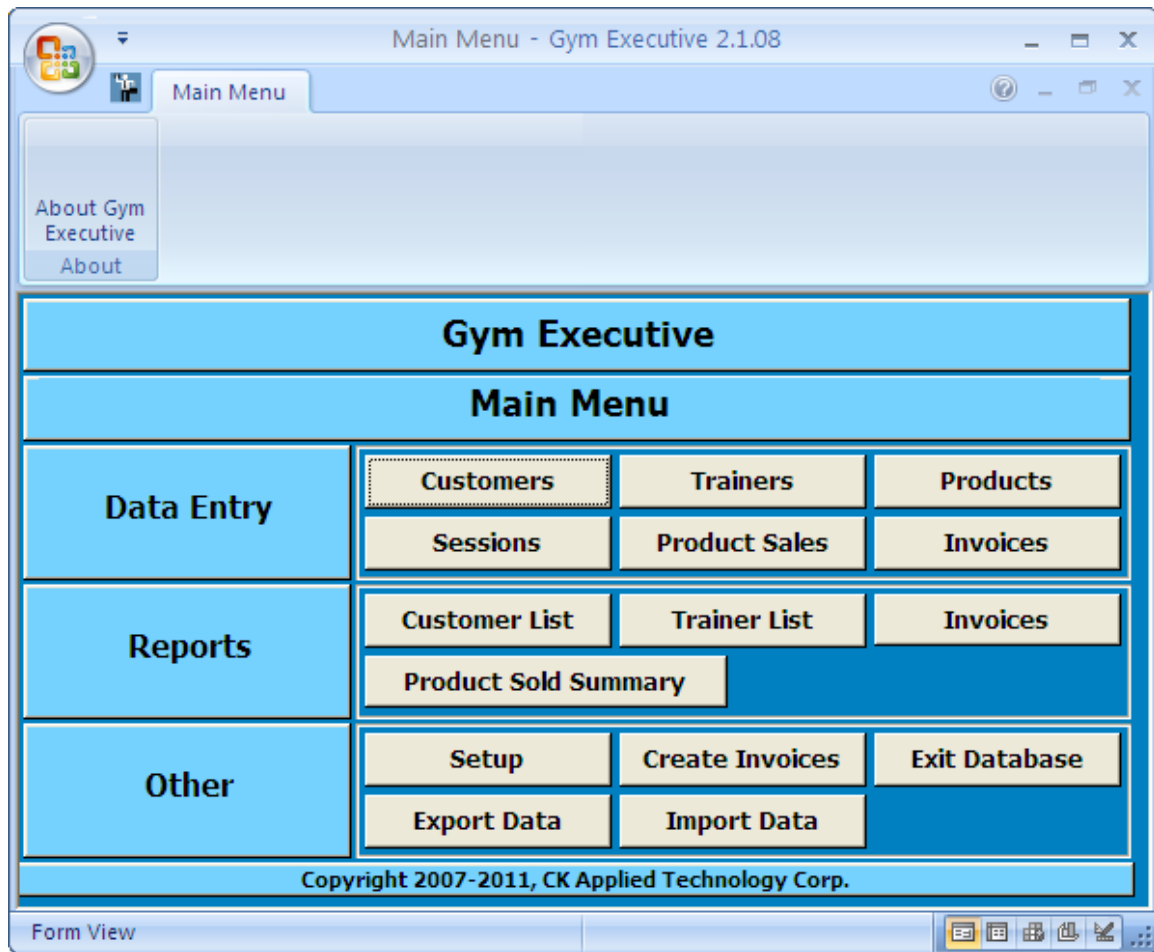 Main Menu - Gym Executive 2.1.08
Main Menu
About Gym
Executive
About
Gym Executive
Main Menu
Data Entry
Customers Trainers Products
Sessions Product Sales Invoices
Reports
Customer List Trainer List Invoices
Product Sold Summary
Other
Setup Create Invoices Exit Database
Export Data Import Data
Copyright 2007-2011, CK Applied Technology Corp.
Form View